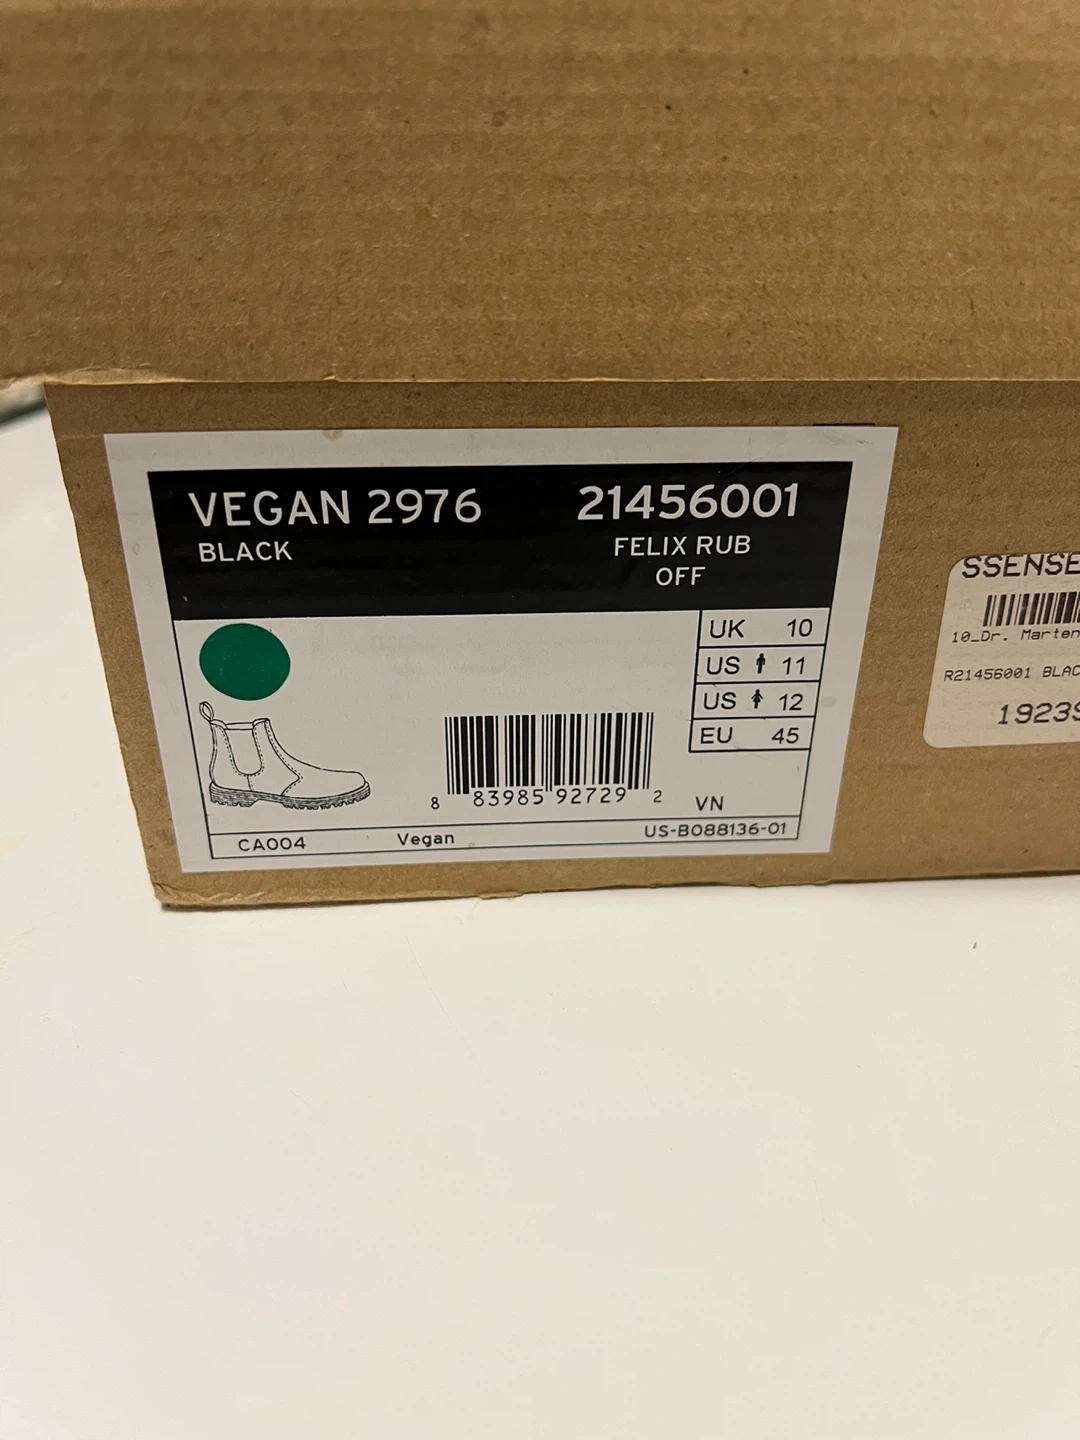 VEGAN 2976
BLACK
21456001
FELIX RUB
OFF
UK 10
US 11
US 12
EU 45
8 83985 92729 2
VN
CA004 Vegan US-B088136-01
SSENSE
10_Dr. Marten
R21456001 BLAC
1923